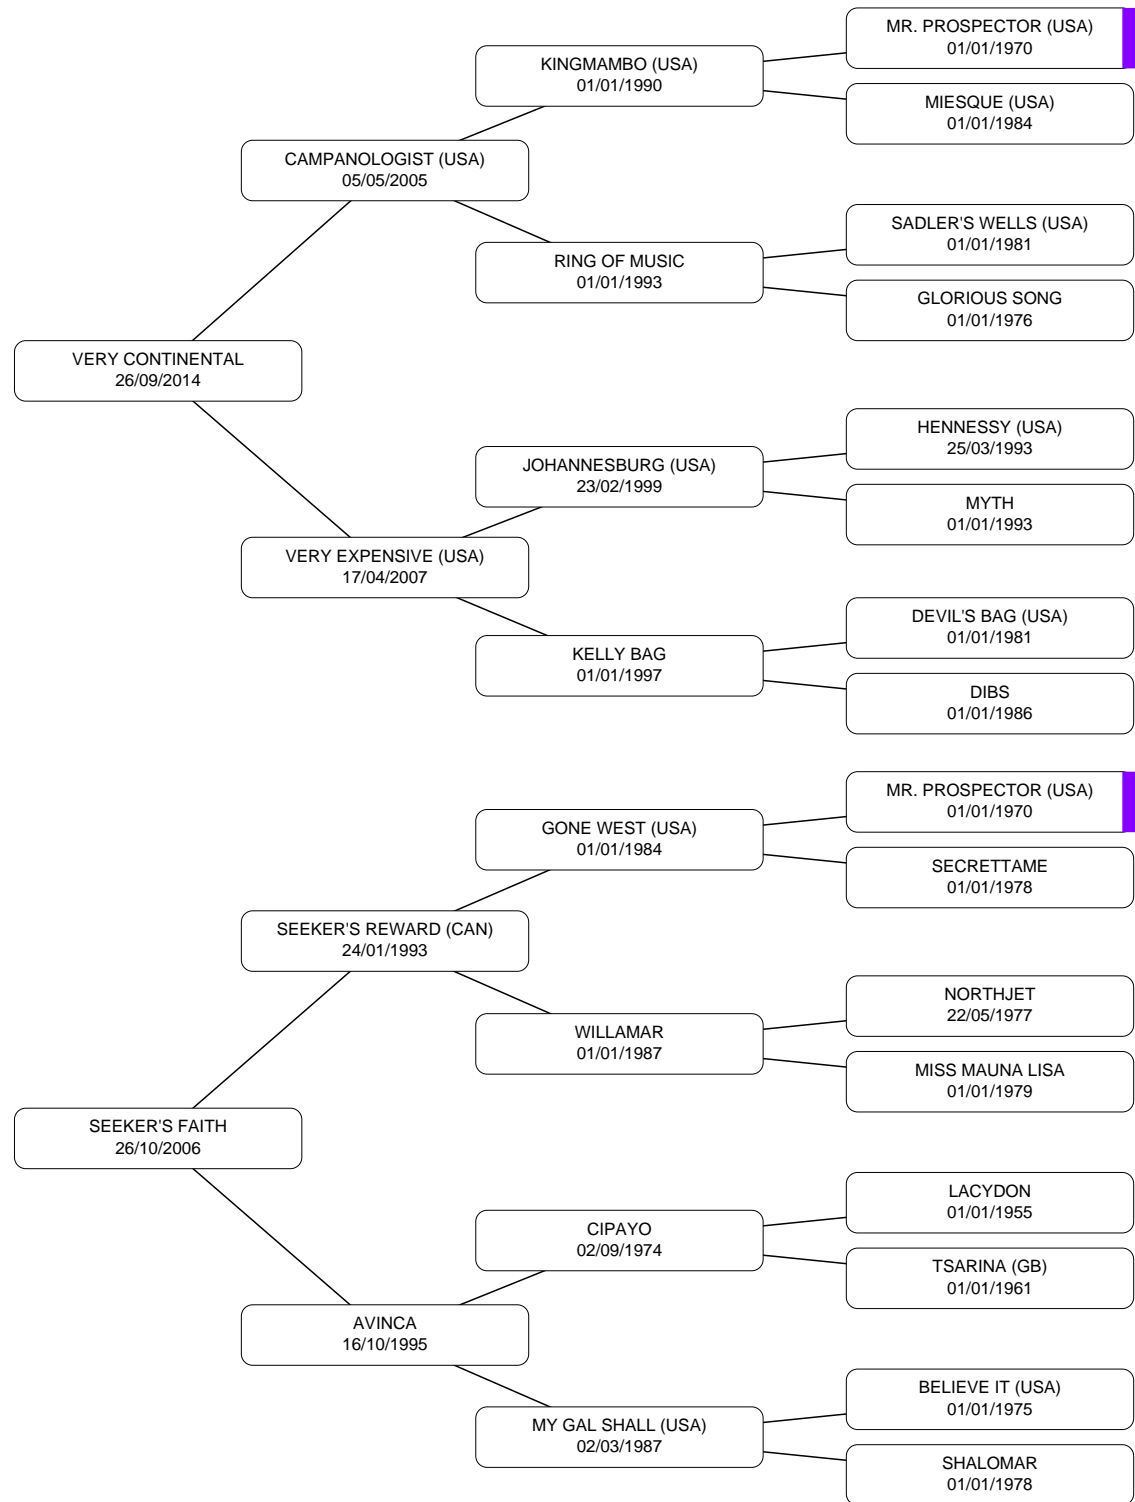 MR. PROSPECTOR (USA)
01/01/1970
KINGMAMBO (USA)
01/01/1990
MIESQUE (USA)
01/01/1984
CAMPANOLOGIST (USA)
05/05/2005
SADLER'S WELLS (USA)
01/01/1981
RING OF MUSIC
01/01/1993
GLORIOUS SONG
01/01/1976
VERY CONTINENTAL
26/09/2014
HENNESSY (USA)
25/03/1993
JOHANNESBURG (USA)
23/02/1999
MYTH
01/01/1993
VERY EXPENSIVE (USA)
17/04/2007
DEVIL'S BAG (USA)
01/01/1981
KELLY BAG
01/01/1997
DIBS
01/01/1986
MR. PROSPECTOR (USA)
01/01/1970
GONE WEST (USA)
01/01/1984
SECRETTAME
01/01/1978
SEEKER'S REWARD (CAN)
24/01/1993
NORTHJET
22/05/1977
WILLAMAR
01/01/1987
MISS MAUNA LISA
01/01/1979
SEEKER'S FAITH
26/10/2006
LACYDON
01/01/1955
CIPAYO
02/09/1974
TSARINA (GB)
01/01/1961
AVINCA
16/10/1995
BELIEVE IT (USA)
01/01/1975
MY GAL SHALL (USA)
02/03/1987
SHALOMAR
01/01/1978